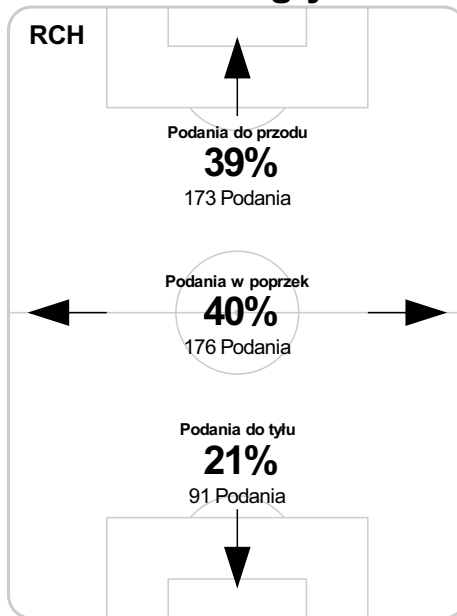 RCH
Podania do przodu
39%
173 Podania
Podania w poprzek
40%
176 Podania
Podania do tyłu
21%
91 Podania